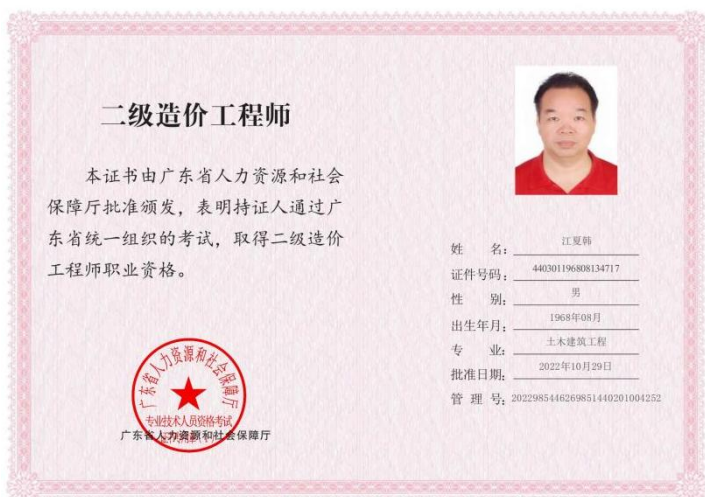 二级造价工程师
本证书由广东省人力资源和社会
保障厅批准颁发，表明持证人通过广
东省统一组织的考试，取得二级造价
工程师职业资格。
广东省人力资源和社会保障厅
专业技术人员资格考试
广东省人力资源和社会保障厅
姓 名：江夏韩
证件号码：440301196808134717
性 别：男
出生年月：1968年08月
专 业：土木建筑工程
批准日期：2022年10月29日
管 理 号：2022985446269851440201004252